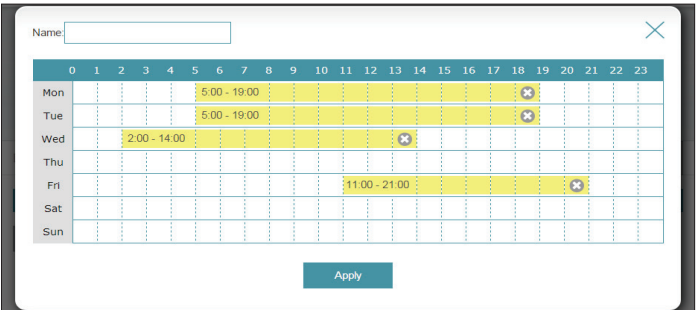 Name:
0 1 2 3 4 5 6 7 8 9 10 11 12 13 14 15 16 17 18 19 20 21 22 23
Mon 5:00 - 19:00
Tue 5:00 - 19:00
Wed 2:00 - 14:00
Thu
Fri 11:00 - 21:00
Sat
Sun
Apply